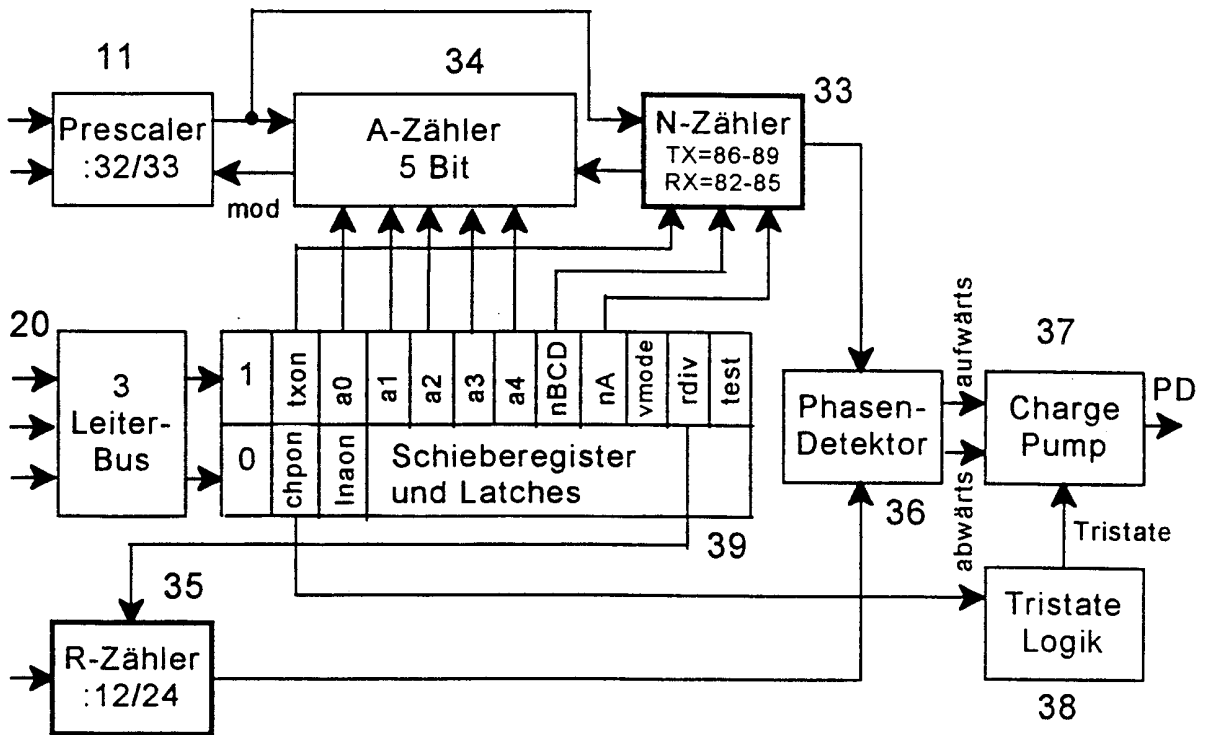 11
34
33
Prescaler
:32/33
A-Zähler
5 Bit
N-Zähler
TX=86-89
RX=82-85
mod
20
3
Leiter-
Bus
1
txon
a0
a1
a2
a3
a4
nBCD
nA
vmode
rdiv
test
0
chpon
lnaon
Schieberegister
und Latches
39
Phasen-
Detektor
36
aufwärts
abwärts
37
Charge
Pump
PD
Tristate
Tristate
Logik
38
35
R-Zähler
:12/24